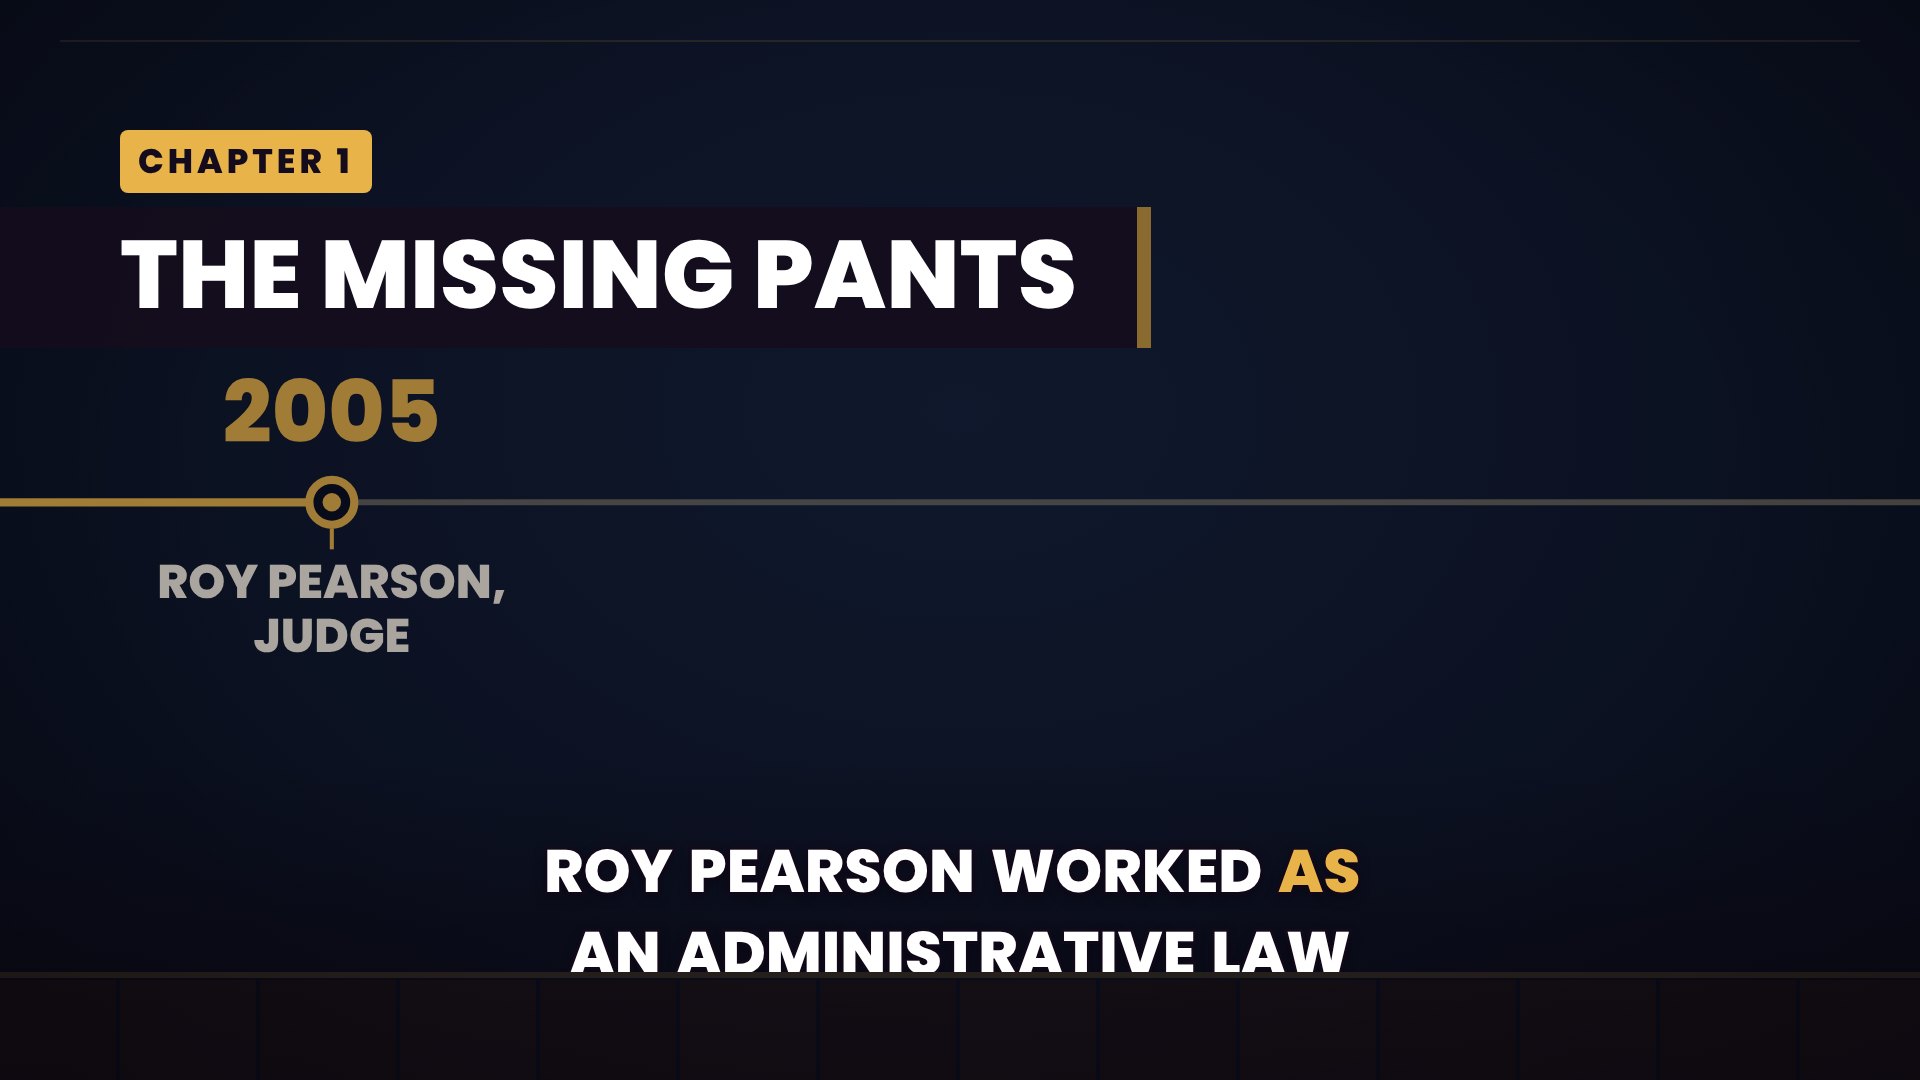 CHAPTER 1
THE MISSING PANTS
2005
ROY PEARSON,
JUDGE
ROY PEARSON WORKED AS
AN ADMINISTRATIVE LAW